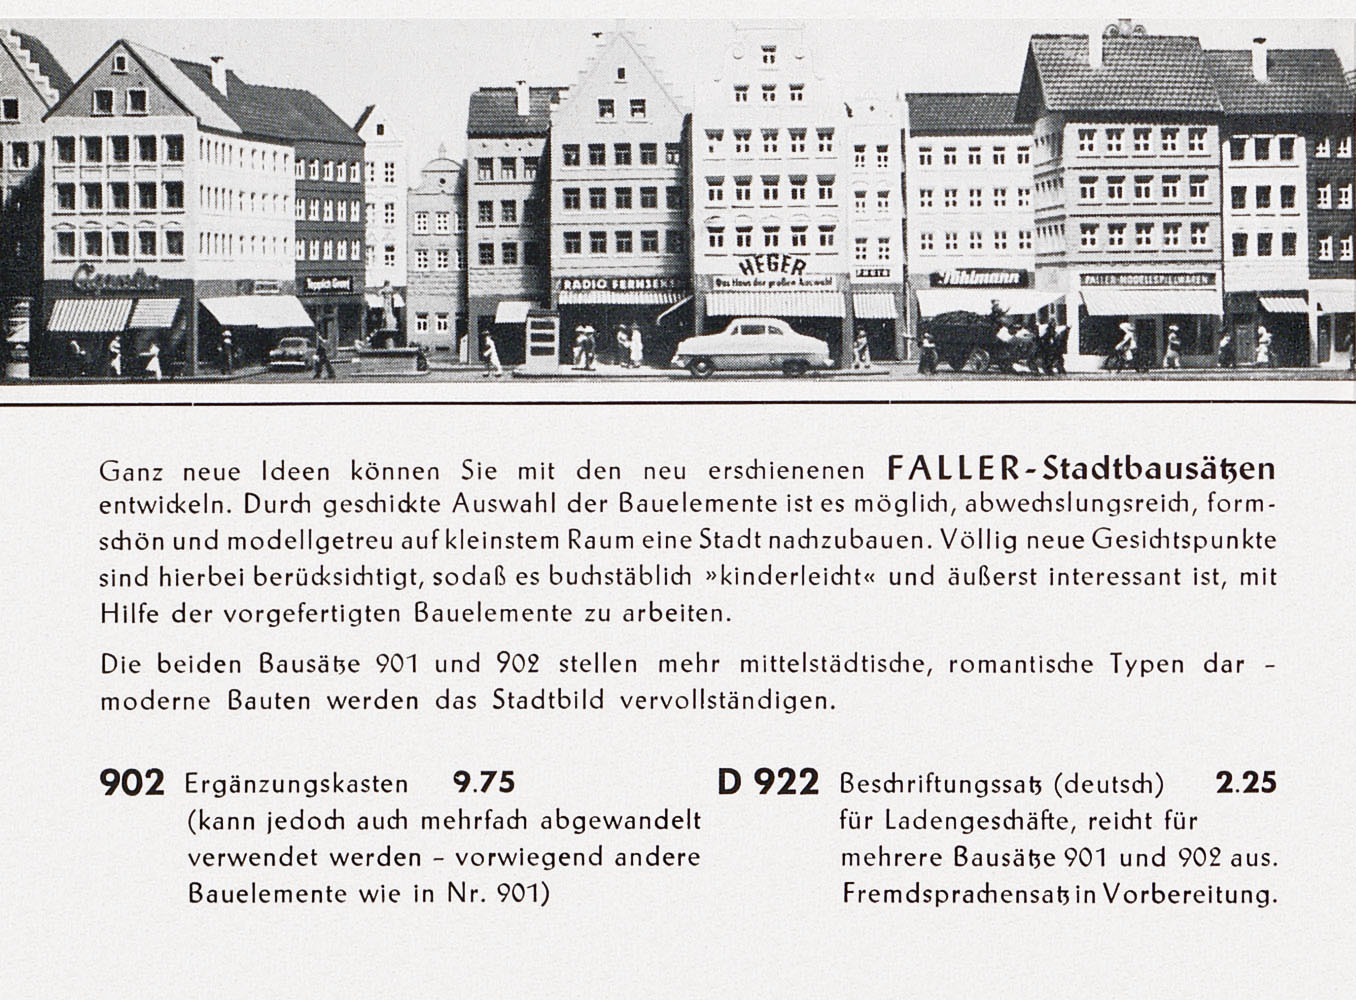 HEGER
RADIO FERNSEHEN
Das Haus der großen Auswahl
PHOTO
Mühlmann
FALLER-MODELLSPIELWAREN
Ganz neue Ideen können Sie mit den neu erschienenen FALLER-Stadtbausätzen
entwickeln. Durch geschickte Auswahl der Bauelemente ist es möglich, abwechslungsreich, form-
schön und modellgetreu auf kleinstem Raum eine Stadt nachzubauen. Völlig neue Gesichtspunkte
sind hierbei berücksichtigt, sodaß es buchstäblich »kinderleicht« und äußerst interessant ist, mit
Hilfe der vorgefertigten Bauelemente zu arbeiten.
Die beiden Bausätze 901 und 902 stellen mehr mittelstädtische, romantische Typen dar –
moderne Bauten werden das Stadtbild vervollständigen.
902 Ergänzungskasten 9.75
(kann jedoch auch mehrfach abgewandelt
verwendet werden – vorwiegend andere
Bauelemente wie in Nr. 901)
D 922 Beschriftungssatz (deutsch) 2.25
für Ladengeschäfte, reicht für
mehrere Bausätze 901 und 902 aus.
Fremdsprachensatz in Vorbereitung.